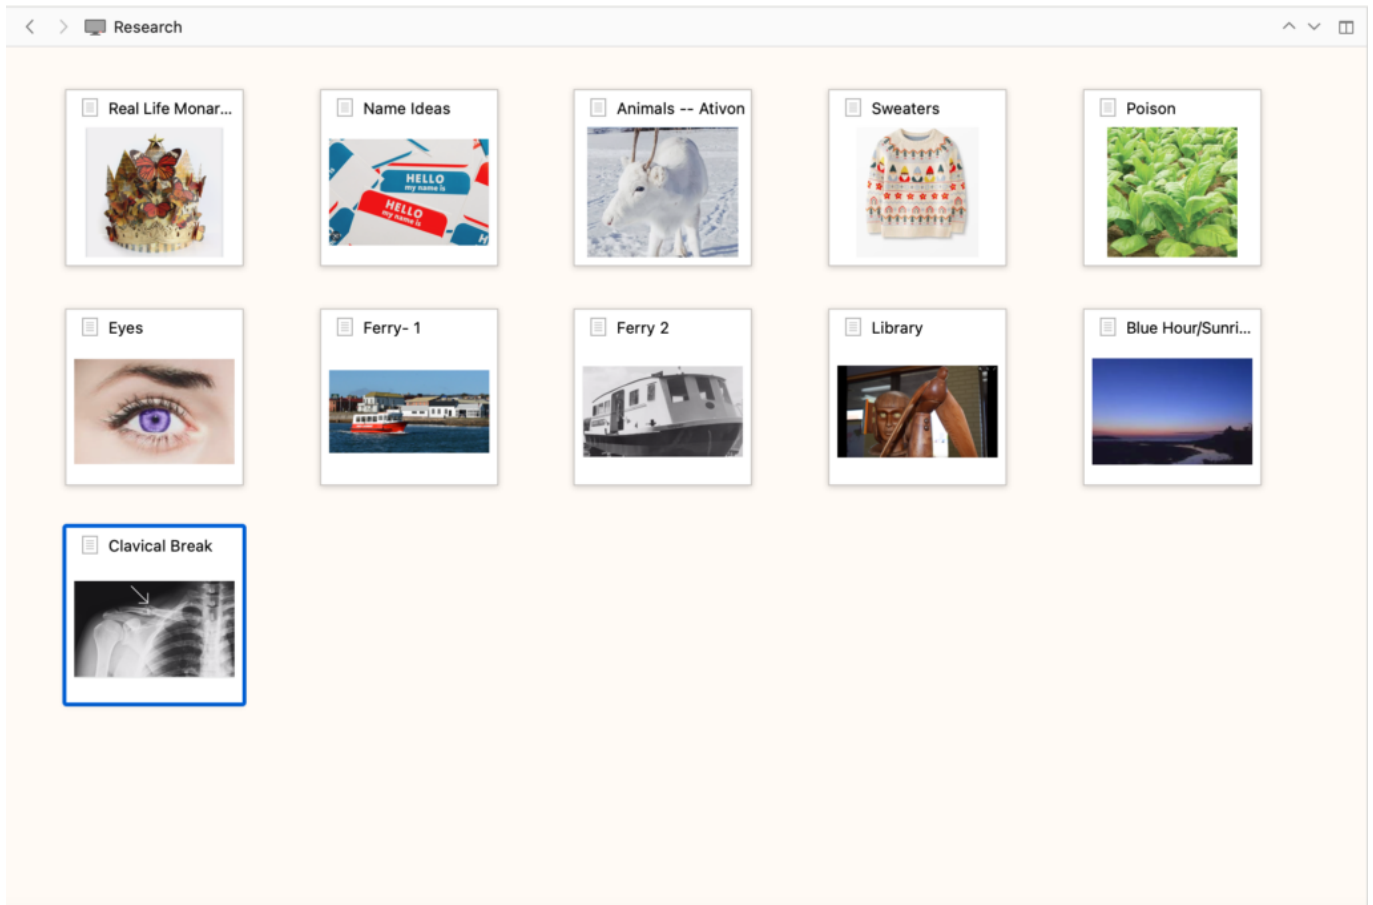 Research
Real Life Monar...
Name Ideas
Animals -- Ativon
Sweaters
Poison
HELLO
my name is
HELLO
my name is
Eyes
Ferry- 1
Ferry 2
Library
Blue Hour/Sunri...
Clavical Break